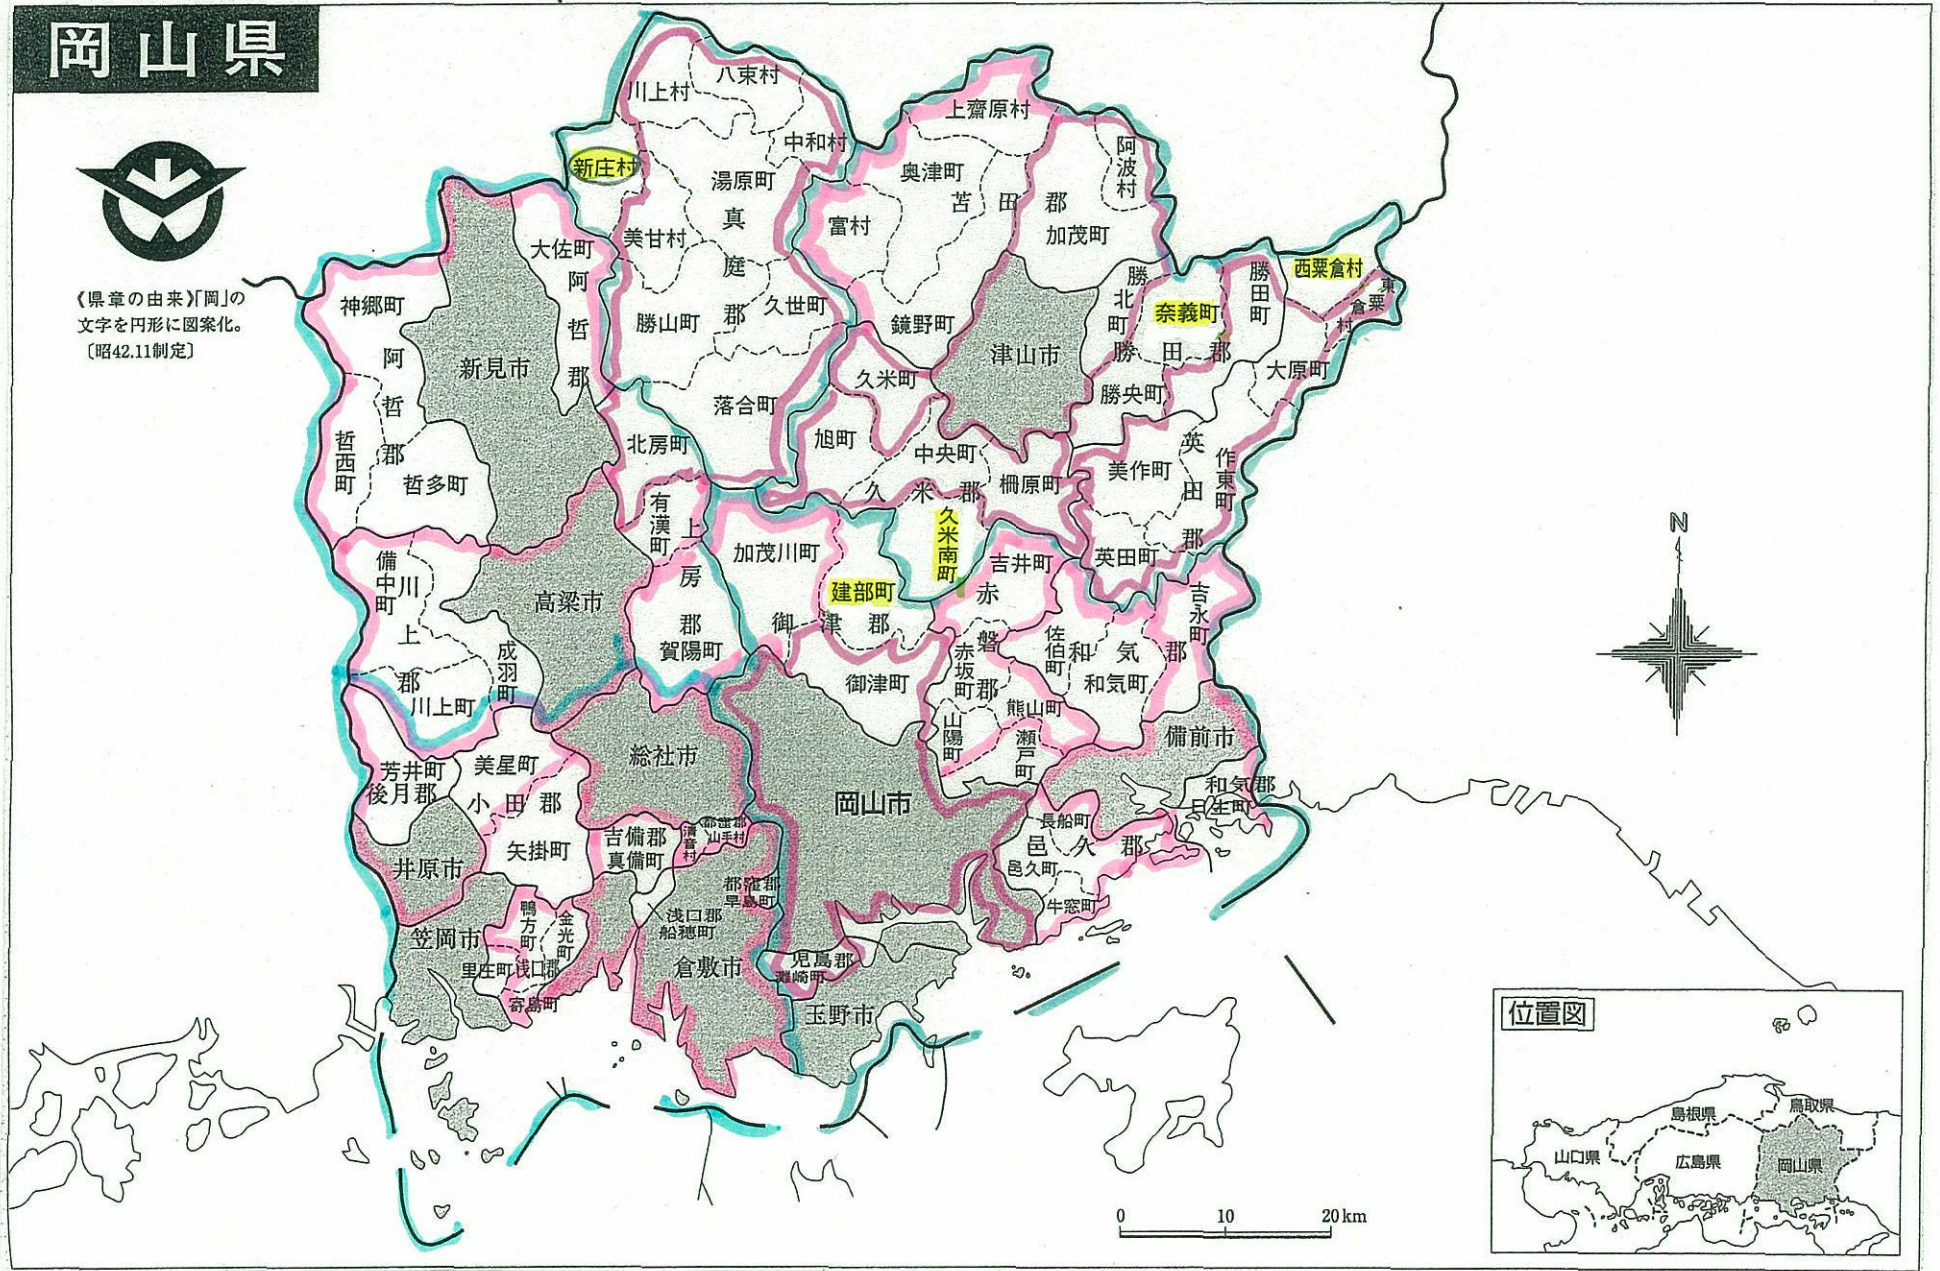 岡山県
《県章の由来》「岡」の
文字を円形に図案化。
〔昭42.11制定〕
川上村
八束村
中和村
新庄村
湯原町
真庭郡
美甘村
久世町
勝山町
落合町
上齋原村
奥津町
苫田郡
阿波村
富村
加茂町
鏡野町
津山市
勝北町
奈義町
勝田町
西粟倉村
東粟倉村
勝田郡
勝央町
大原町
神郷町
大佐町
阿哲郡
新見市
阿哲郡
哲西町
哲多町
北房町
久米町
旭町
中央町
久米郡
柵原町
久米南町
美作町
英田郡
作東町
英田町
有漢町
上房郡
賀陽町
備中町
川上郡
高梁市
成羽町
川上町
加茂川町
建部町
御津郡
御津町
吉井町
赤磐郡
赤坂町
山陽町
熊山町
瀬戸町
佐伯町
和気郡
和気町
吉永町
備前市
和気郡
日生町
芳井町
後月郡
美星町
小田郡
矢掛町
井原市
総社市
吉備郡
真備町
清音村
都窪郡
山手村
岡山市
長船町
邑久郡
邑久町
牛窓町
都窪郡
早島町
浅口郡
船穂町
倉敷市
笠岡市
鴨方町
金光町
里庄町
浅口郡
寄島町
児島郡
灘崎町
玉野市
N
0 10 20km
位置図
島根県
鳥取県
山口県
広島県
岡山県